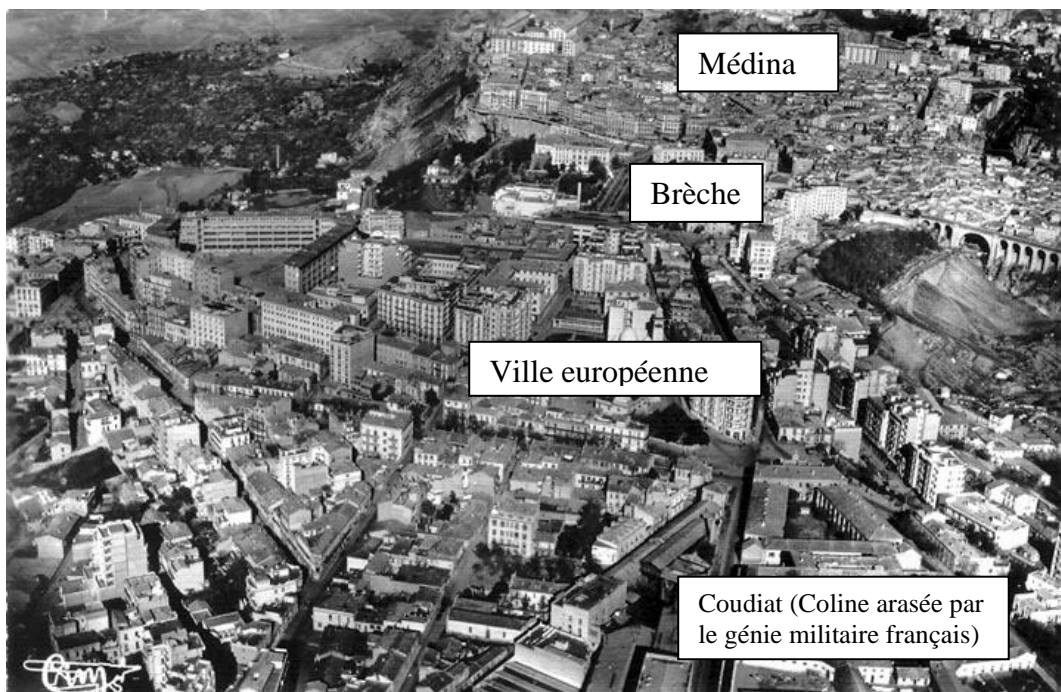 Médina
Brèche
Ville européenne
Coudiat (Coline arasée par
le génie militaire français)